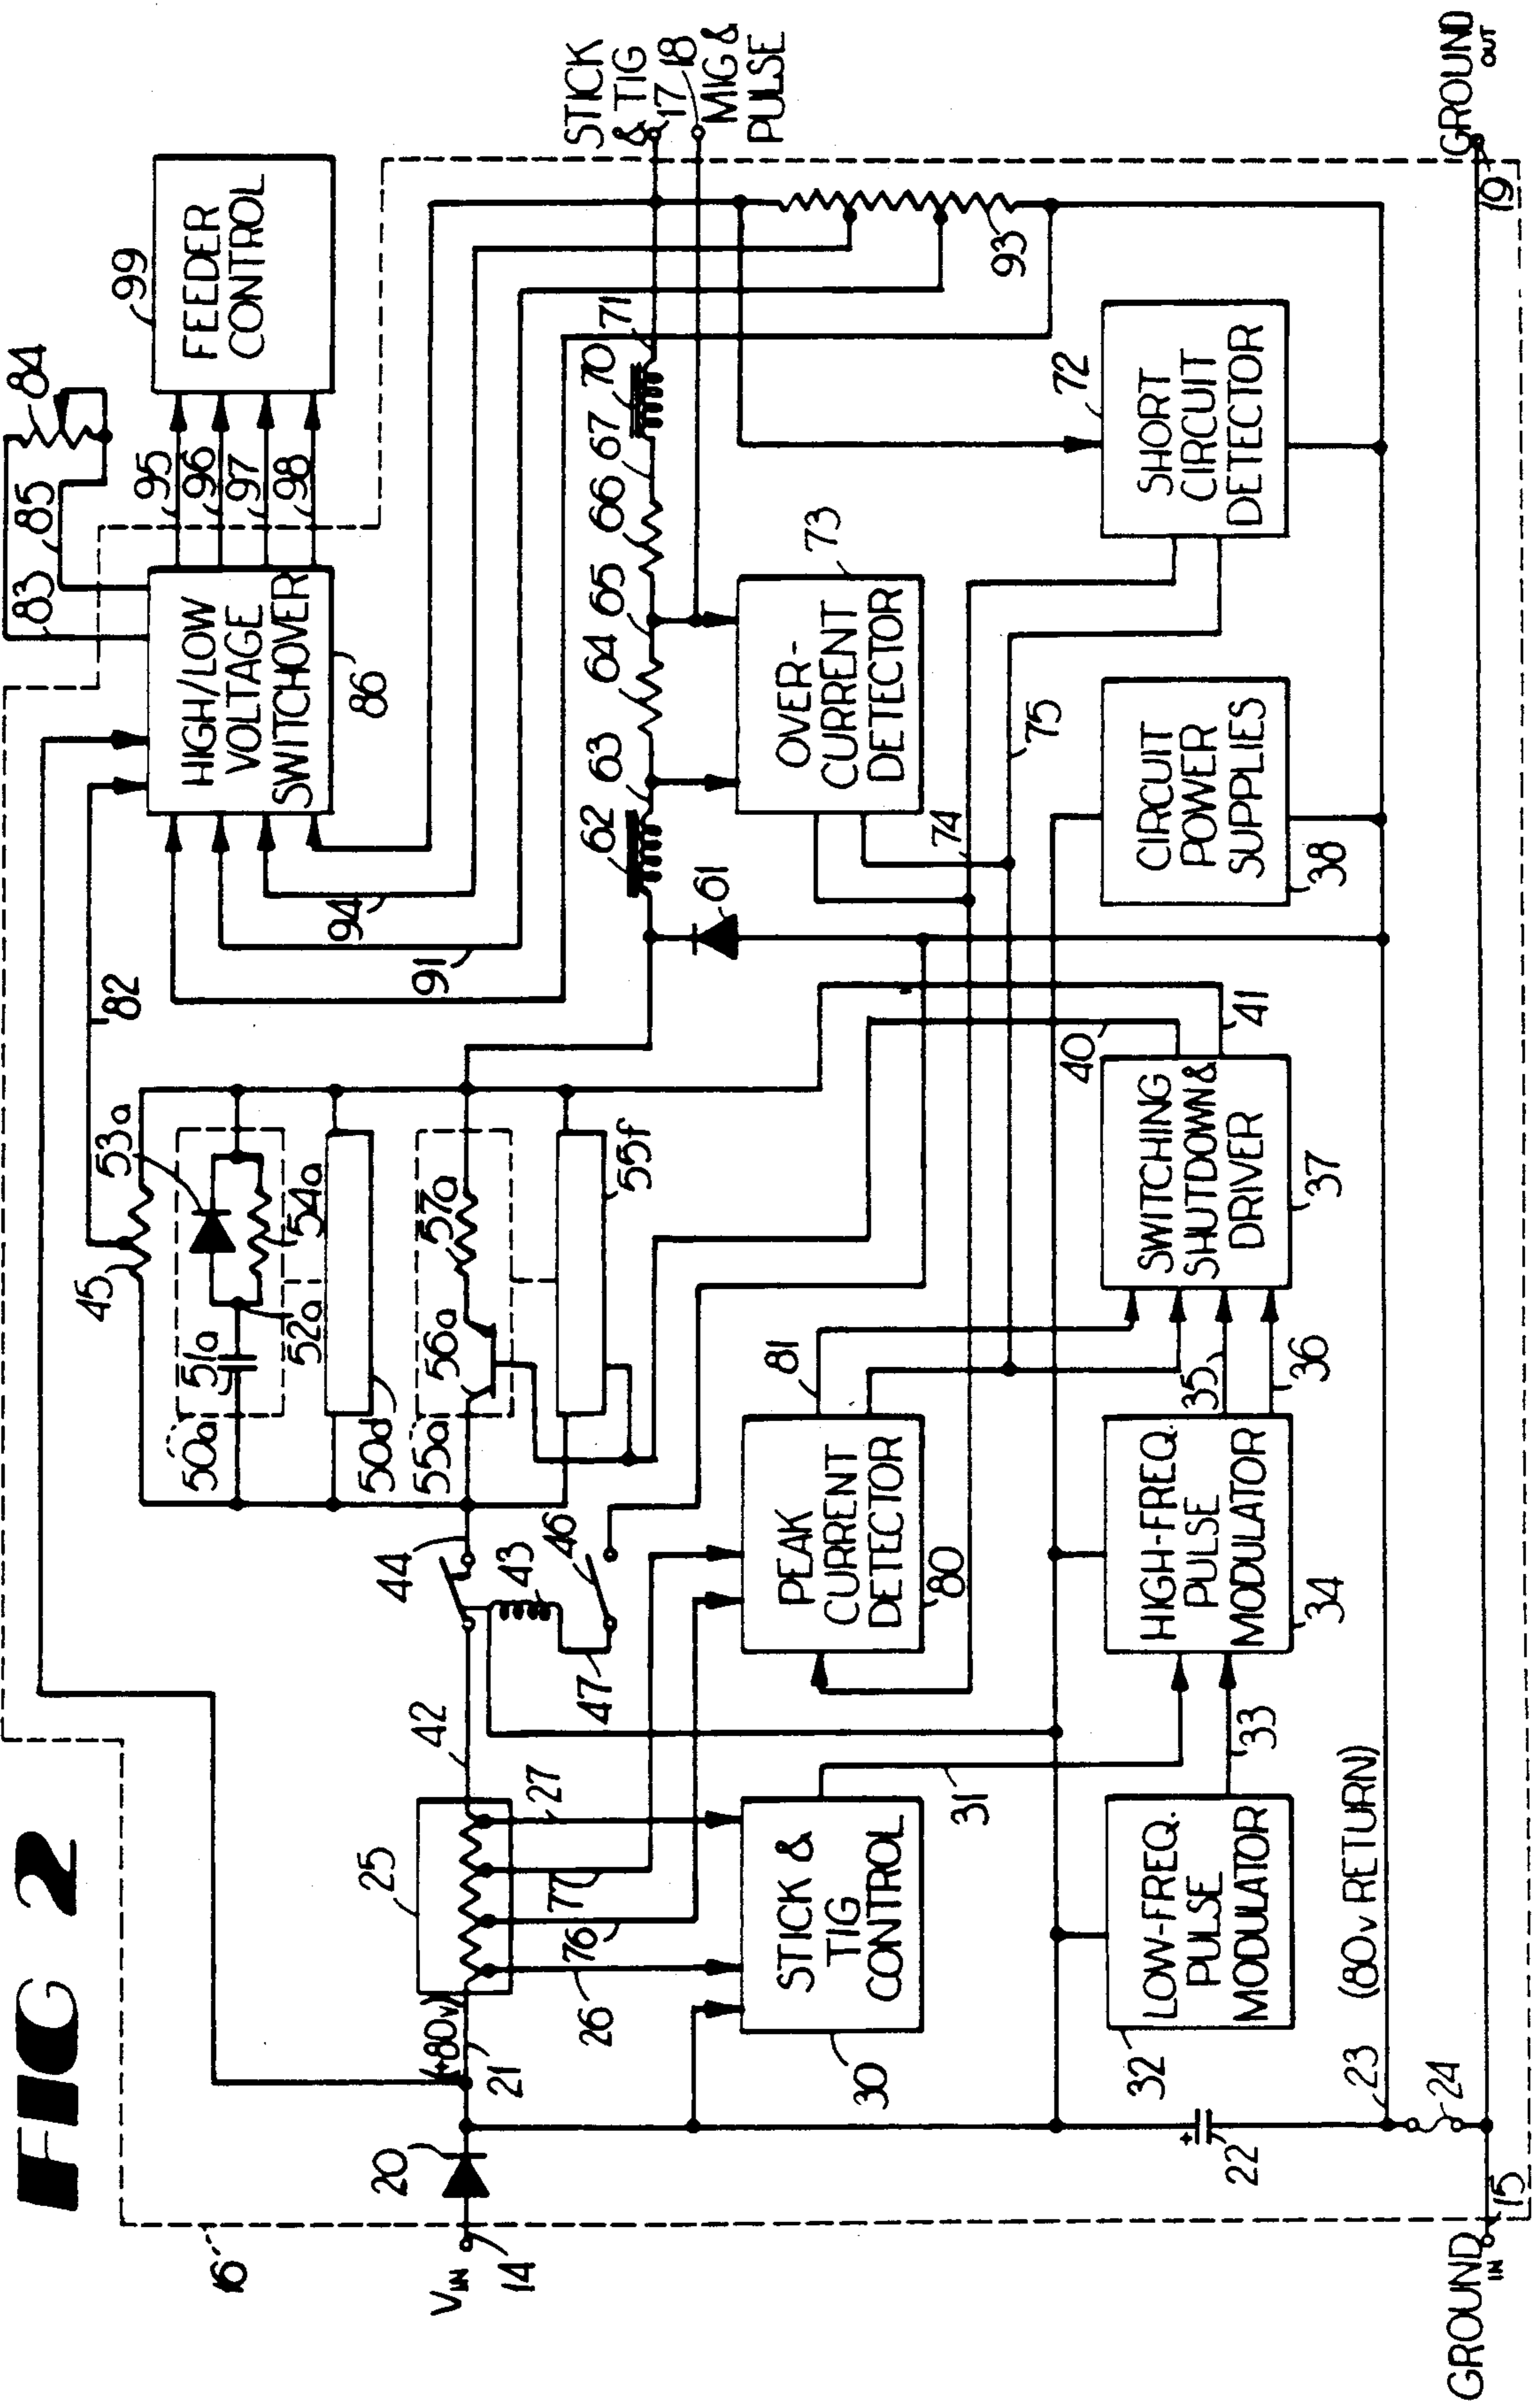 FIG 2
16
VIN
14
20
(+80v)
21
25
42
44
43
46
47
26
76
77
27
45
82
50a
51a
52a
53a
54a
50d
55a
56a
57a
55f
83
85
84
HIGH/LOW
VOLTAGE
SWITCHOVER
86
95
96
97
98
99
FEEDER
CONTROL
91
94
61
62
63
64
65
66
67
70
71
STICK
& TIG
17
18
MIG &
PULSE
93
STICK &
TIG
CONTROL
30
31
PEAK
CURRENT
DETECTOR
80
81
OVER-
CURRENT
DETECTOR
73
74
75
SHORT
CIRCUIT
DETECTOR
72
LOW-FREQ.
PULSE
MODULATOR
32
33
HIGH-FREQ.
PULSE
MODULATOR
34
35
36
SWITCHING
SHUTDOWN &
DRIVER
37
40
41
CIRCUIT
POWER
SUPPLIES
38
22
23
(80v RETURN)
24
GROUND
IN
15
19
GROUND
OUT